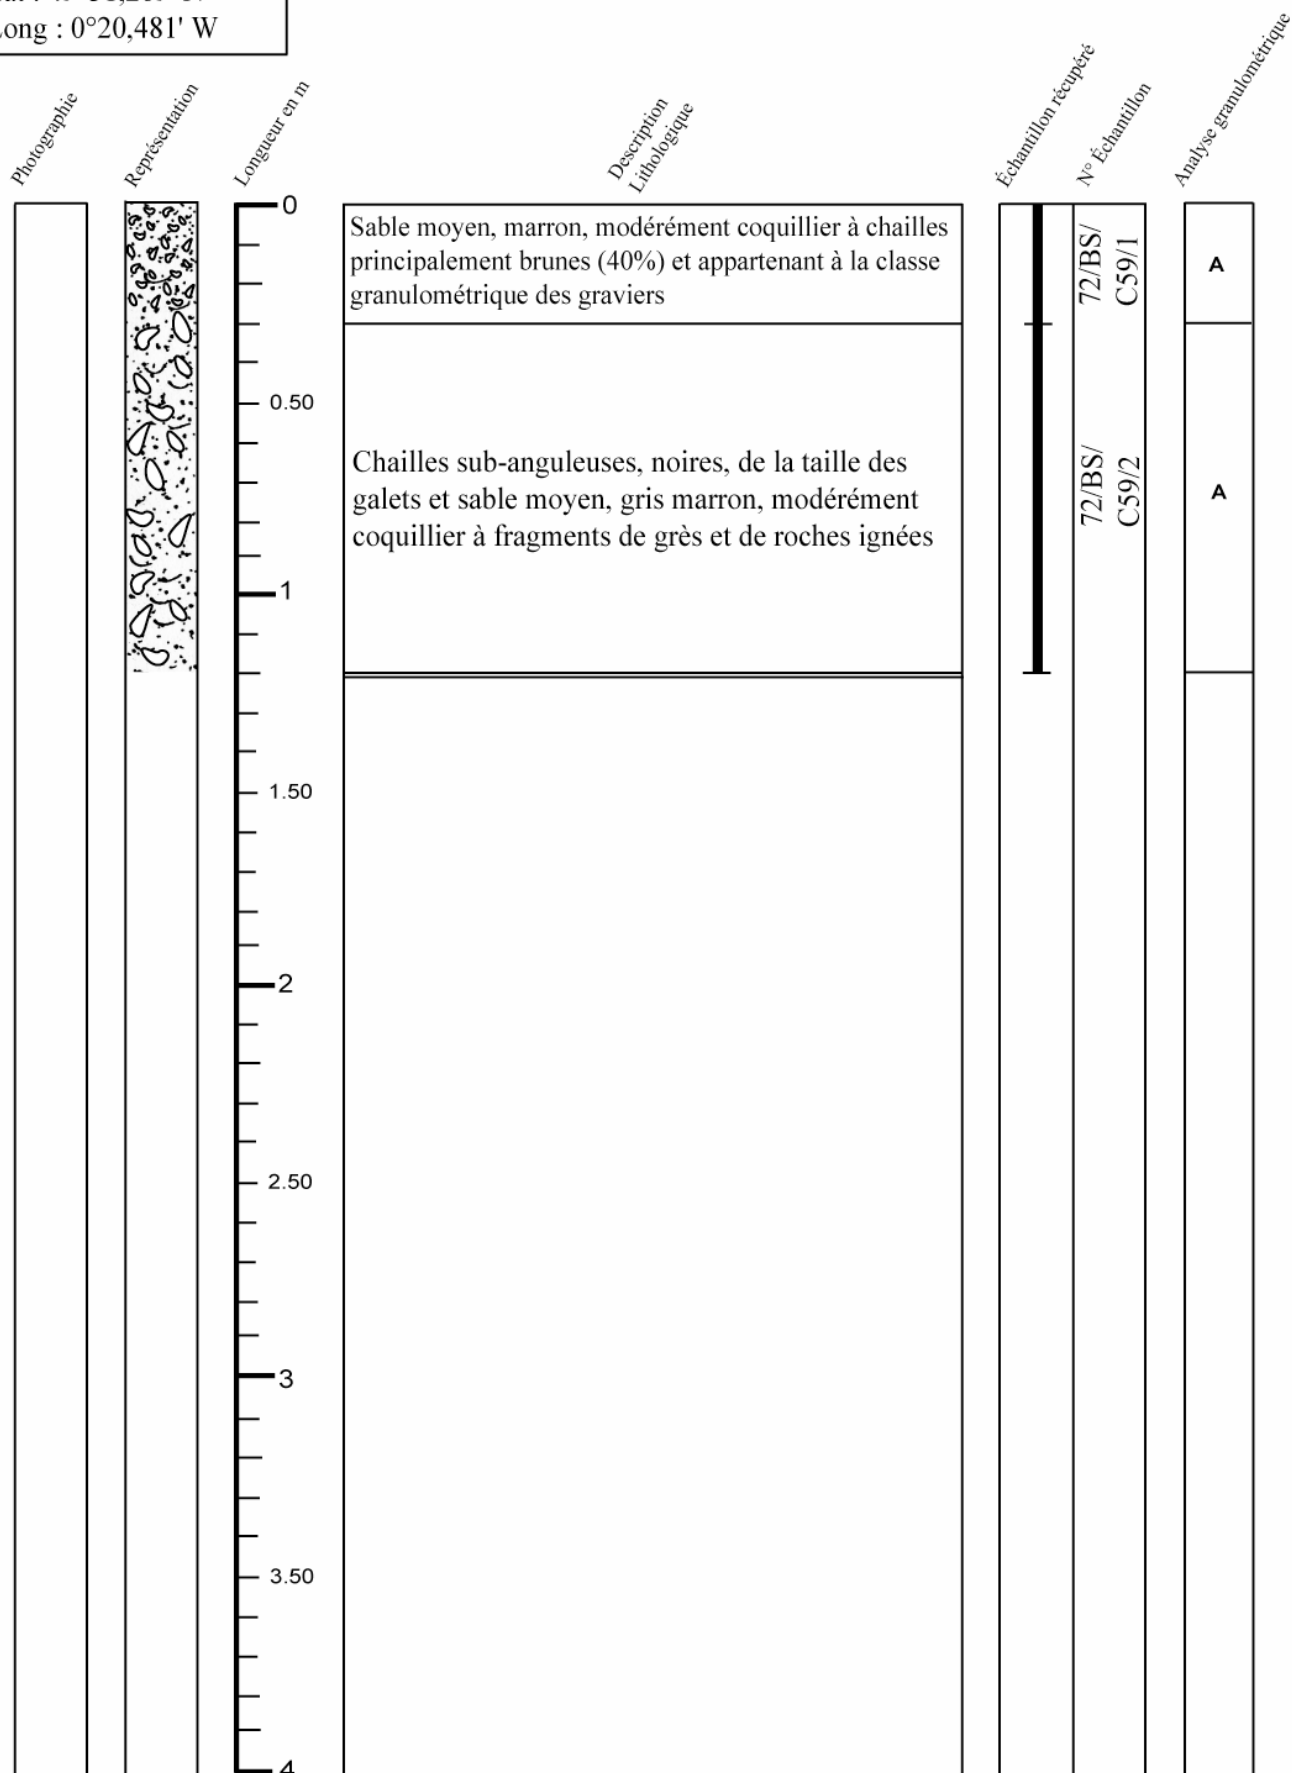 Long : 0°20,481' W
Photographie
Représentation
Longueur en m
Description
Lithologique
Échantillon récupéré
N° Échantillon
Analyse granulométrique
0
Sable moyen, marron, modérément coquillier à chailles
principalement brunes (40%) et appartenant à la classe
granulométrique des graviers
72/BS/
C59/1
A
0.50
Chailles sub-anguleuses, noires, de la taille des
galets et sable moyen, gris marron, modérément
coquillier à fragments de grès et de roches ignées
72/BS/
C59/2
A
1
1.50
2
2.50
3
3.50
4